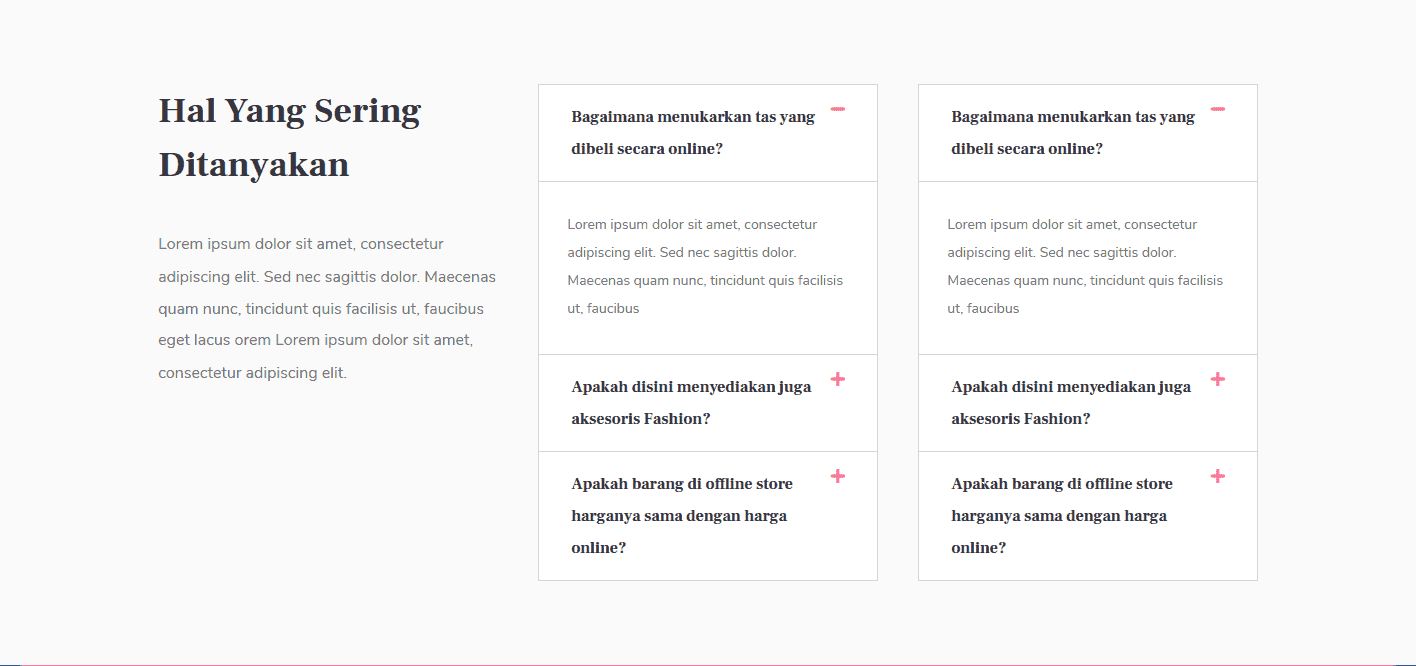 Hal Yang Sering
Ditanyakan
Lorem ipsum dolor sit amet, consectetur
adipiscing elit. Sed nec sagittis dolor. Maecenas
quam nunc, tincidunt quis facilisis ut, faucibus
eget lacus orem Lorem ipsum dolor sit amet,
consectetur adipiscing elit.
Bagaimana menukarkan tas yang
dibeli secara online?
Lorem ipsum dolor sit amet, consectetur
adipiscing elit. Sed nec sagittis dolor.
Maecenas quam nunc, tincidunt quis facilisis
ut, faucibus
Apakah disini menyediakan juga
aksesoris Fashion?
Apakah barang di offline store
harganya sama dengan harga
online?
Bagaimana menukarkan tas yang
dibeli secara online?
Lorem ipsum dolor sit amet, consectetur
adipiscing elit. Sed nec sagittis dolor.
Maecenas quam nunc, tincidunt quis facilisis
ut, faucibus
Apakah disini menyediakan juga
aksesoris Fashion?
Apakah barang di offline store
harganya sama dengan harga
online?